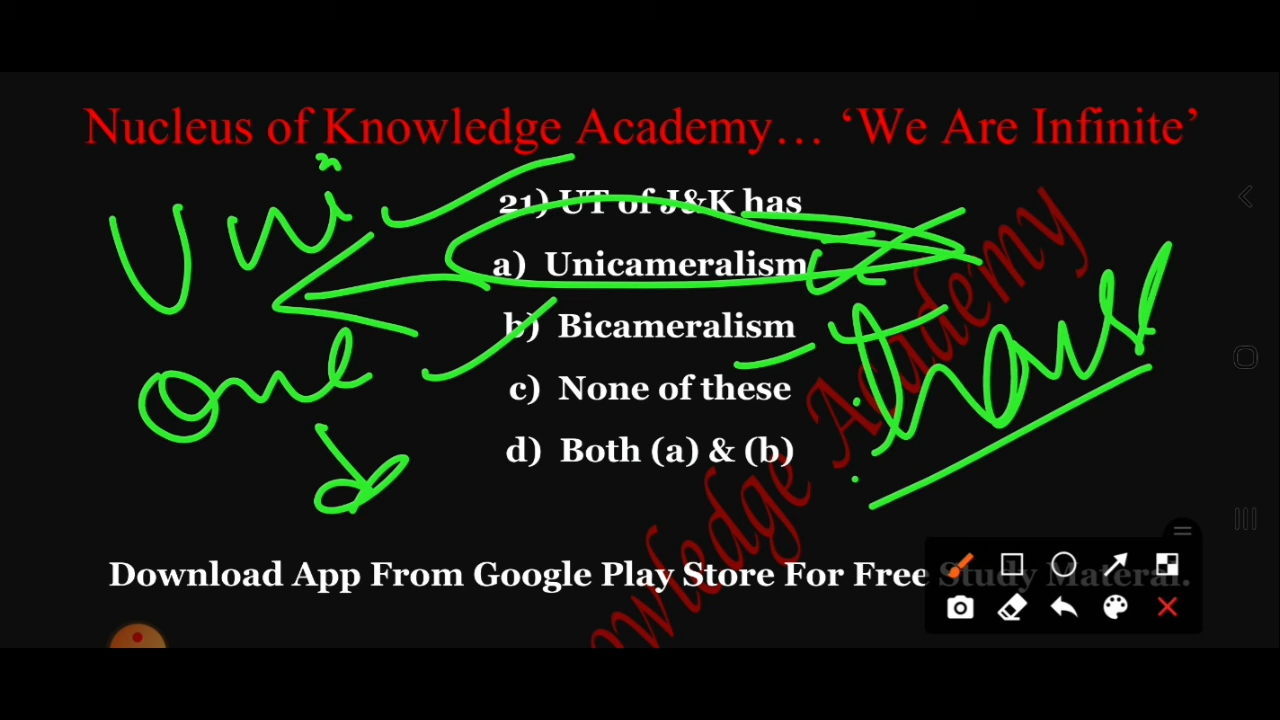 Nucleus of Knowledge Academy... ‘We Are Infinite’
Uni
21) UT of J&K has
a) Unicameralism
b) Bicameralism
one
c) None of these
d) Both (a) & (b)
Knowledge Academy
Download App From Google Play Store For Free Study Material.